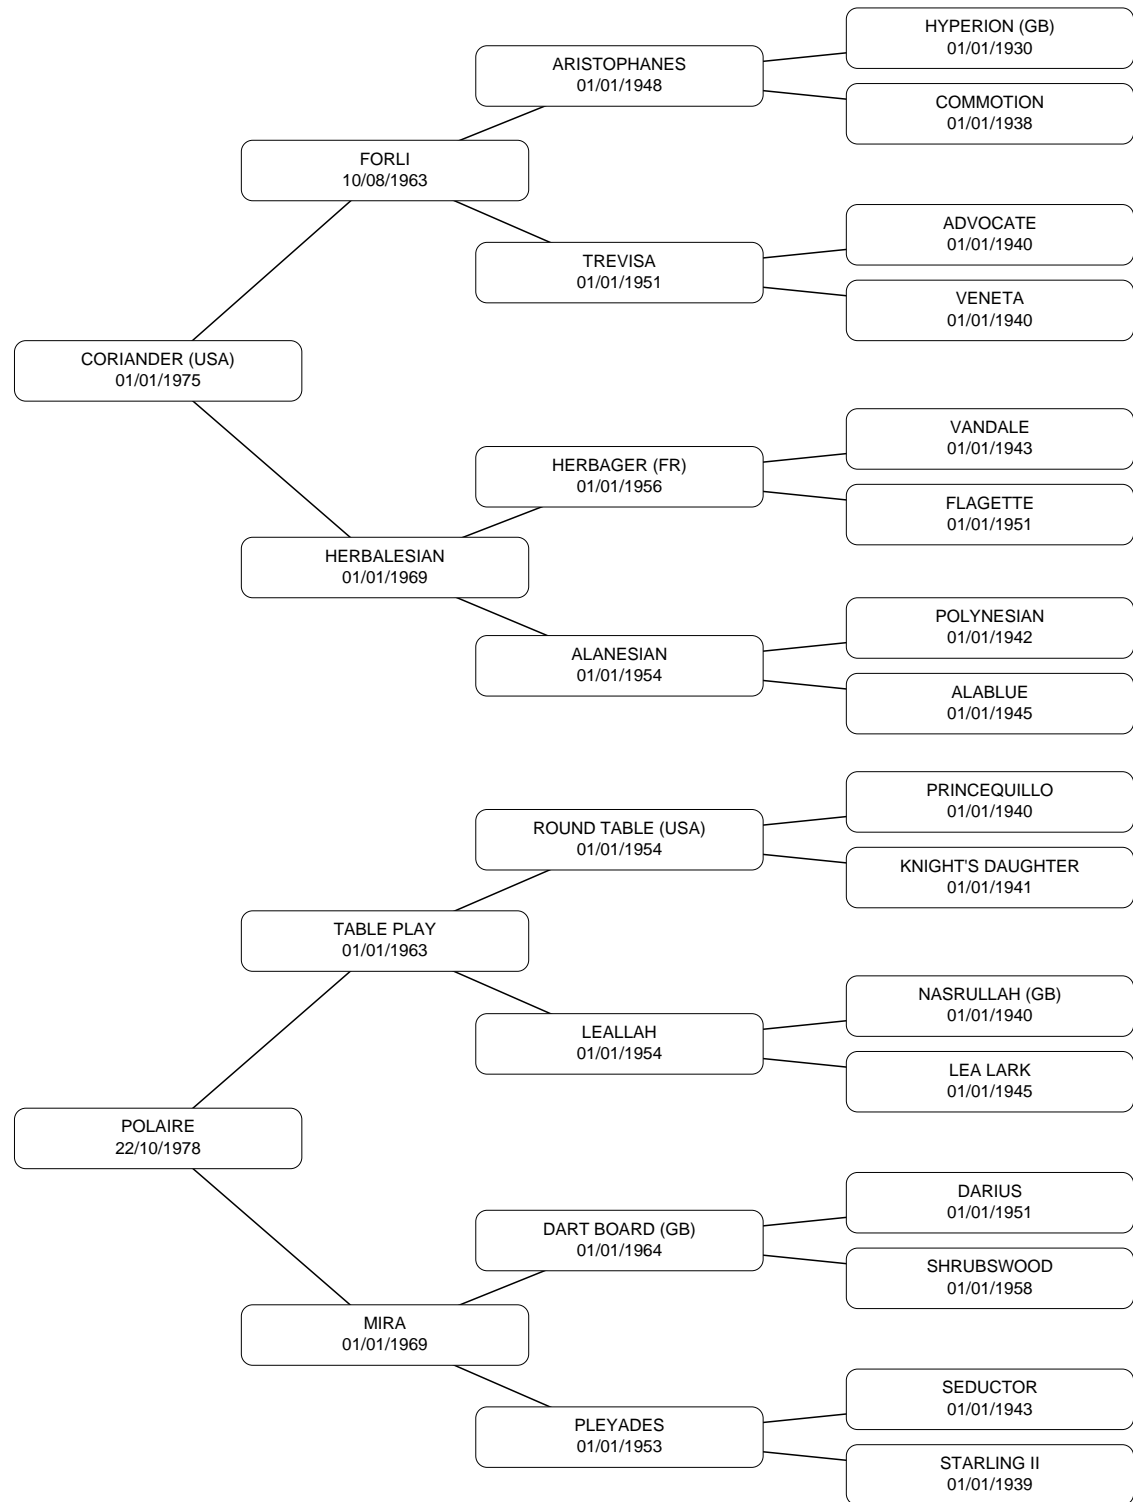 HYPERION (GB)
01/01/1930
ARISTOPHANES
01/01/1948
COMMOTION
01/01/1938
FORLI
10/08/1963
ADVOCATE
01/01/1940
TREVISA
01/01/1951
VENETA
01/01/1940
CORIANDER (USA)
01/01/1975
VANDALE
01/01/1943
HERBAGER (FR)
01/01/1956
FLAGETTE
01/01/1951
HERBALESIAN
01/01/1969
POLYNESIAN
01/01/1942
ALANESIAN
01/01/1954
ALABLUE
01/01/1945
PRINCEQUILLO
01/01/1940
ROUND TABLE (USA)
01/01/1954
KNIGHT'S DAUGHTER
01/01/1941
TABLE PLAY
01/01/1963
NASRULLAH (GB)
01/01/1940
LEALLAH
01/01/1954
LEA LARK
01/01/1945
POLAIRE
22/10/1978
DARIUS
01/01/1951
DART BOARD (GB)
01/01/1964
SHRUBSWOOD
01/01/1958
MIRA
01/01/1969
SEDUCTOR
01/01/1943
PLEYADES
01/01/1953
STARLING II
01/01/1939